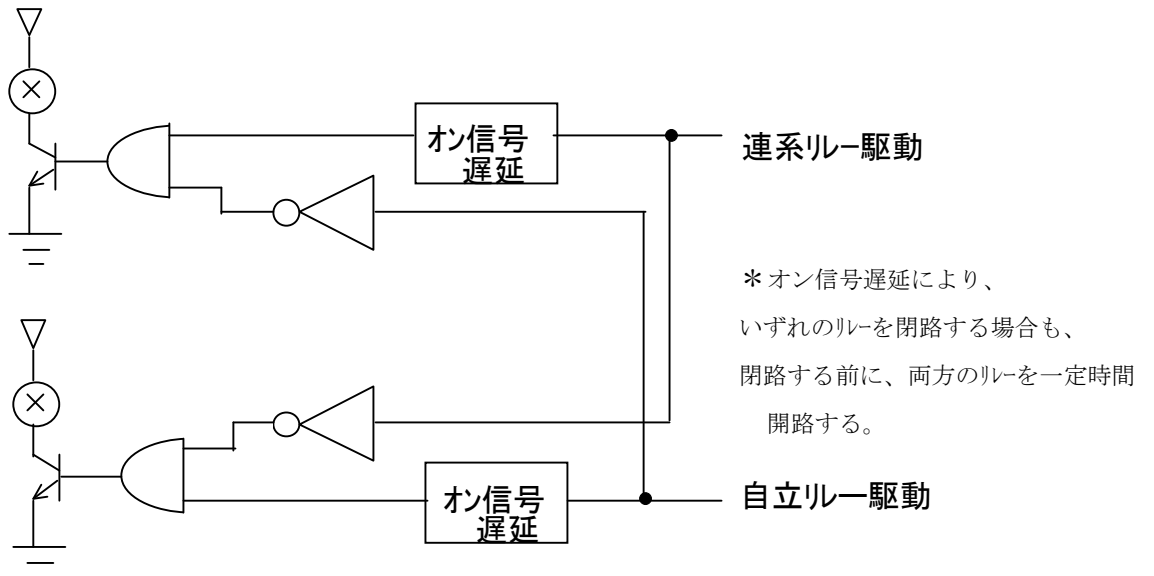 オン信号
遅延
連系リレー駆動
＊オン信号遅延により、
いずれのリレーを閉路する場合も、
閉路する前に、両方のリレーを一定時間
開路する。
オン信号
遅延
自立リレー駆動